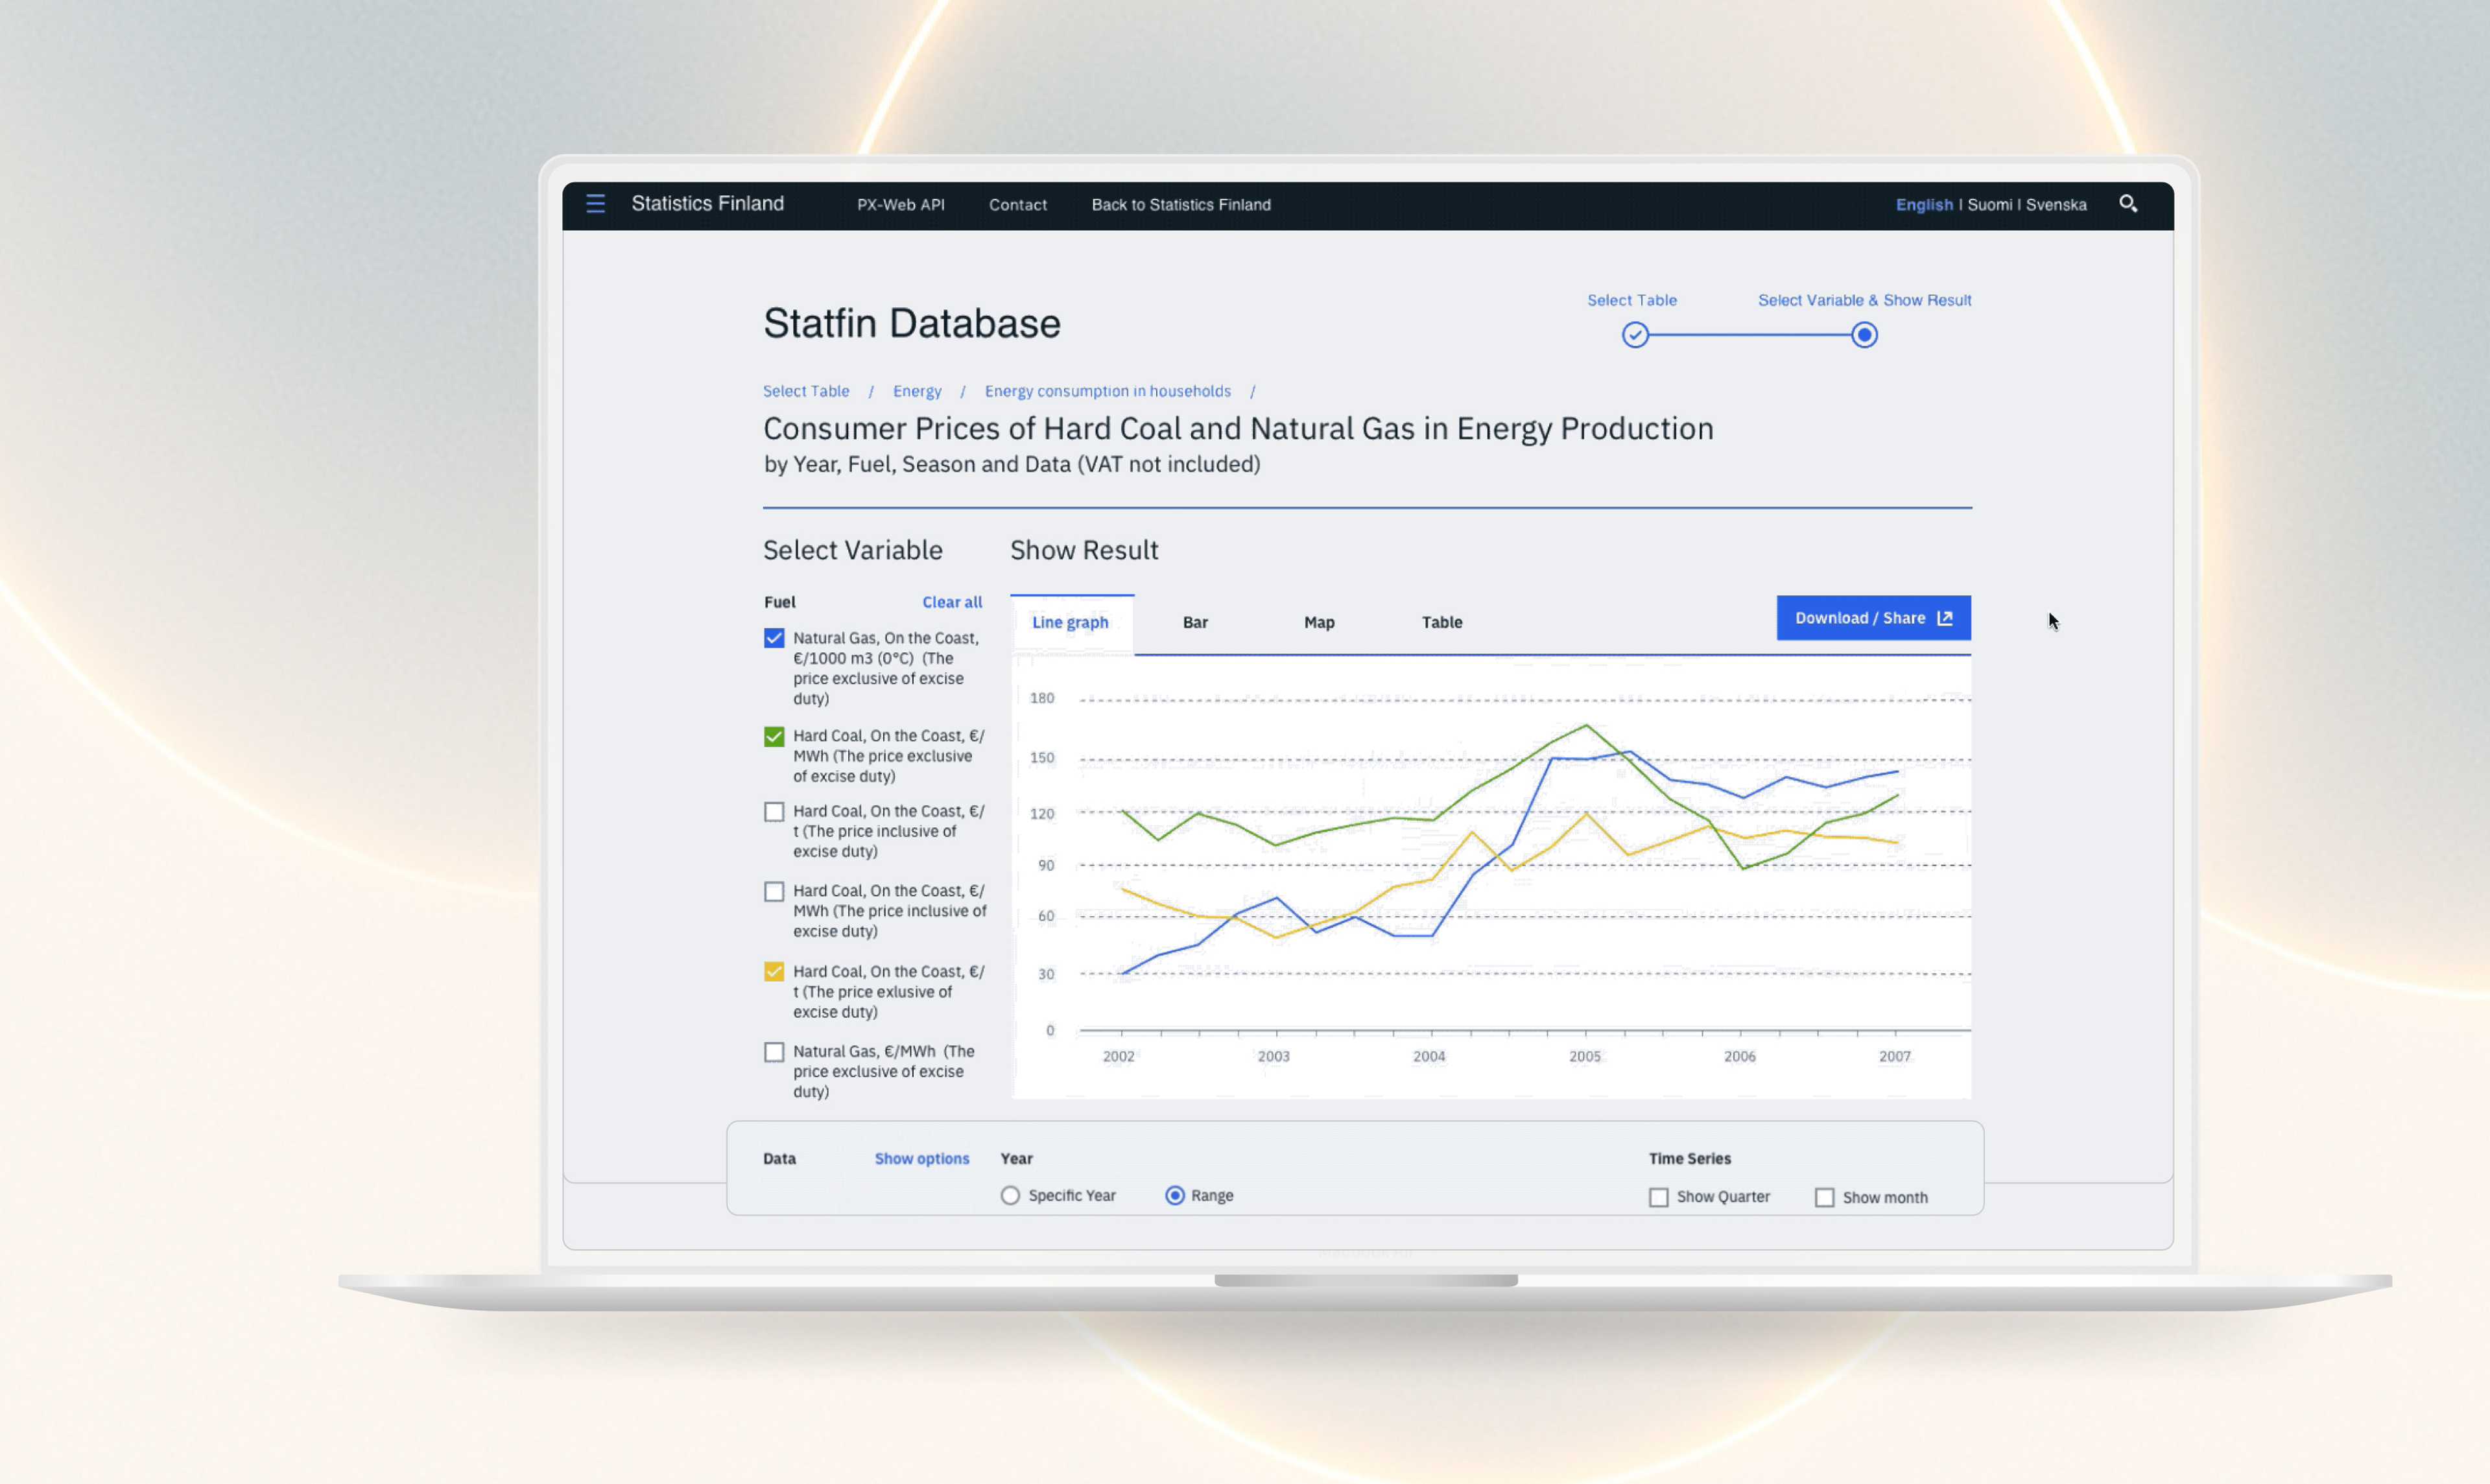 Statistics Finland PX-Web API Contact Back to Statistics Finland English | Suomi | Svenska
Select Table Select Variable & Show Result
Statfin Database
Select Table / Energy / Energy consumption in households /
Consumer Prices of Hard Coal and Natural Gas in Energy Production
by Year, Fuel, Season and Data (VAT not included)
Select Variable
Fuel Clear all
Natural Gas, On the Coast,
€/1000 m3 (0°C) (The
price exclusive of excise
duty)
Hard Coal, On the Coast, €/
MWh (The price exclusive
of excise duty)
Hard Coal, On the Coast, €/
t (The price inclusive of
excise duty)
Hard Coal, On the Coast, €/
MWh (The price inclusive of
excise duty)
Hard Coal, On the Coast, €/
t (The price exlusive of
excise duty)
Natural Gas, €/MWh (The
price exclusive of excise
duty)
Show Result
Line graph Bar Map Table Download / Share
180
150
120
90
60
30
0
2002 2003 2004 2005 2006 2007
Data Show options Year Time Series
Specific Year Range Show Quarter Show month